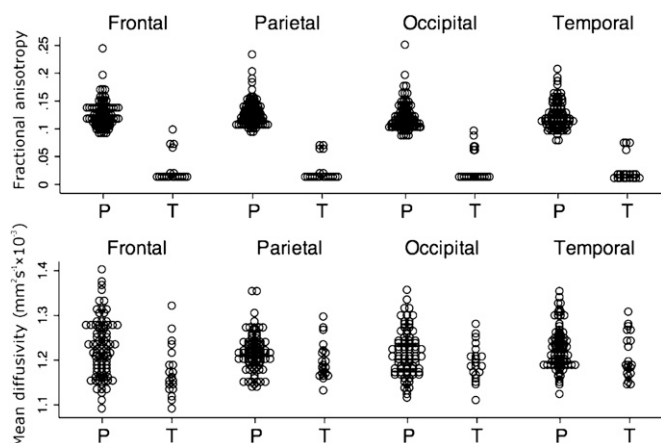 Frontal Parietal Occipital Temporal
Fractional anisotropy
.25
.15
.1
.05
0
P T P T P T P T
Frontal Parietal Occipital Temporal
Mean diffusivity (mm²s⁻¹×10⁻³)
1.4
1.3
1.2
1.1
P T P T P T P T